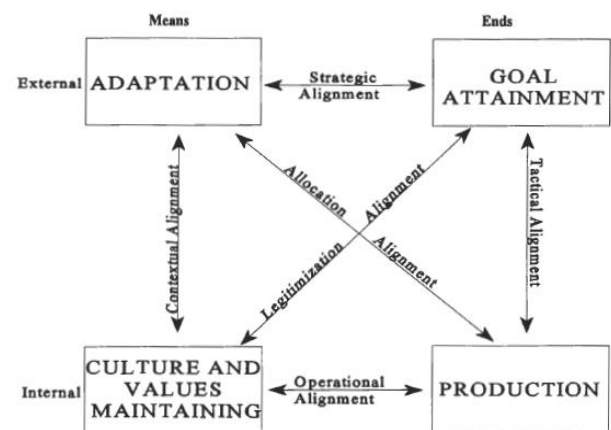 Means
Ends
External
ADAPTATION
Strategic
Alignment
GOAL
ATTAINMENT
Contextual Alignment
Allocation
Alignment
Legitimization
Alignment
Tactical Alignment
Internal
CULTURE AND
VALUES
MAINTAINING
Operational
Alignment
PRODUCTION